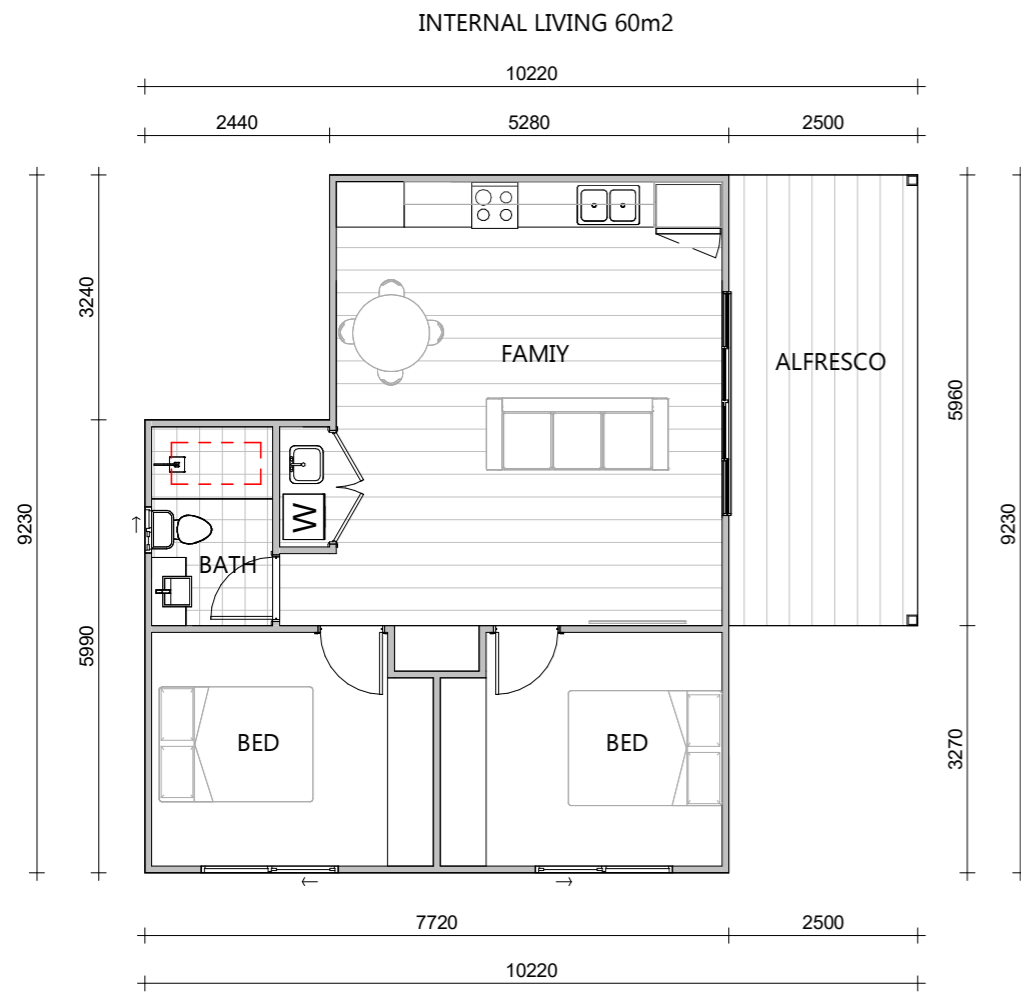 INTERNAL LIVING 60m2
10220
2440 5280 2500
3240
FAMIY
ALFRESCO
5960
9230
9230
W
BATH
5990
BED
BED
3270
7720 2500
10220